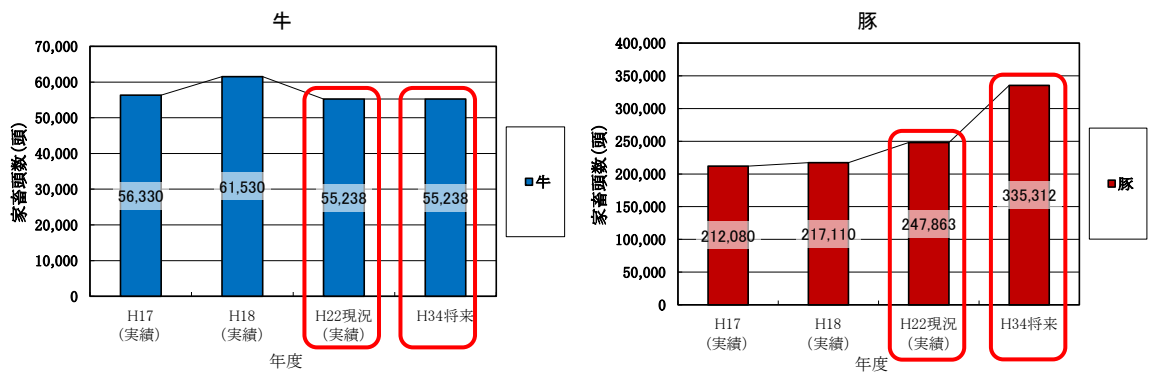 牛
70,000
60,000
50,000
40,000
30,000
20,000
10,000
0
家畜頭数(頭)
56,330
61,530
55,238
55,238
H17
(実績)
H18
(実績)
H22現況
(実績)
H34将来
年度
牛
豚
400,000
350,000
300,000
250,000
200,000
150,000
100,000
50,000
0
家畜頭数(頭)
212,080
217,110
247,863
335,312
H17
(実績)
H18
(実績)
H22現況
(実績)
H34将来
年度
豚